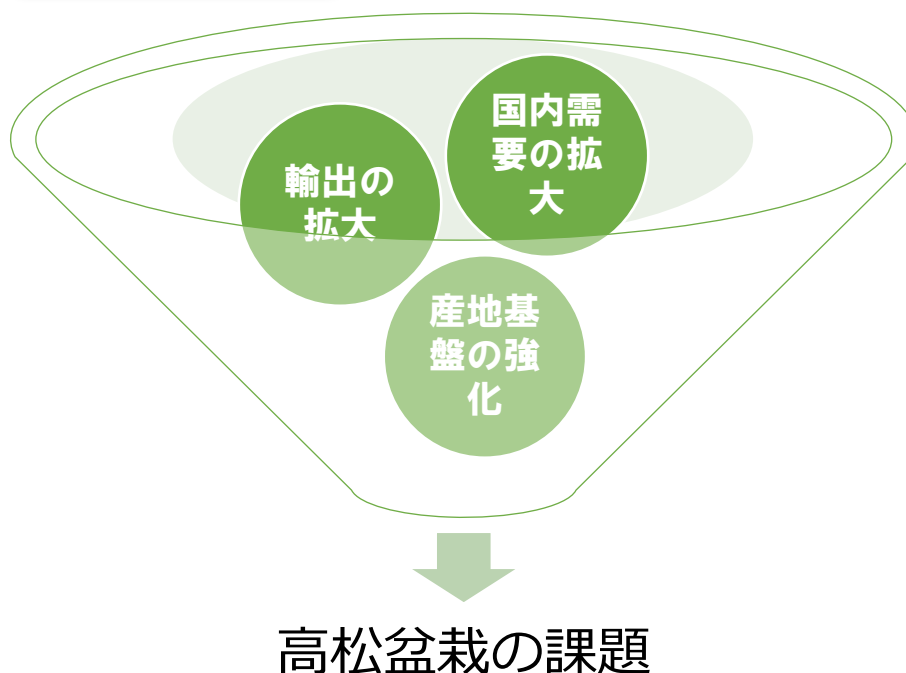 国内需
要の拡
大
輸出の
拡大
産地基
盤の強
化
高松盆栽の課題